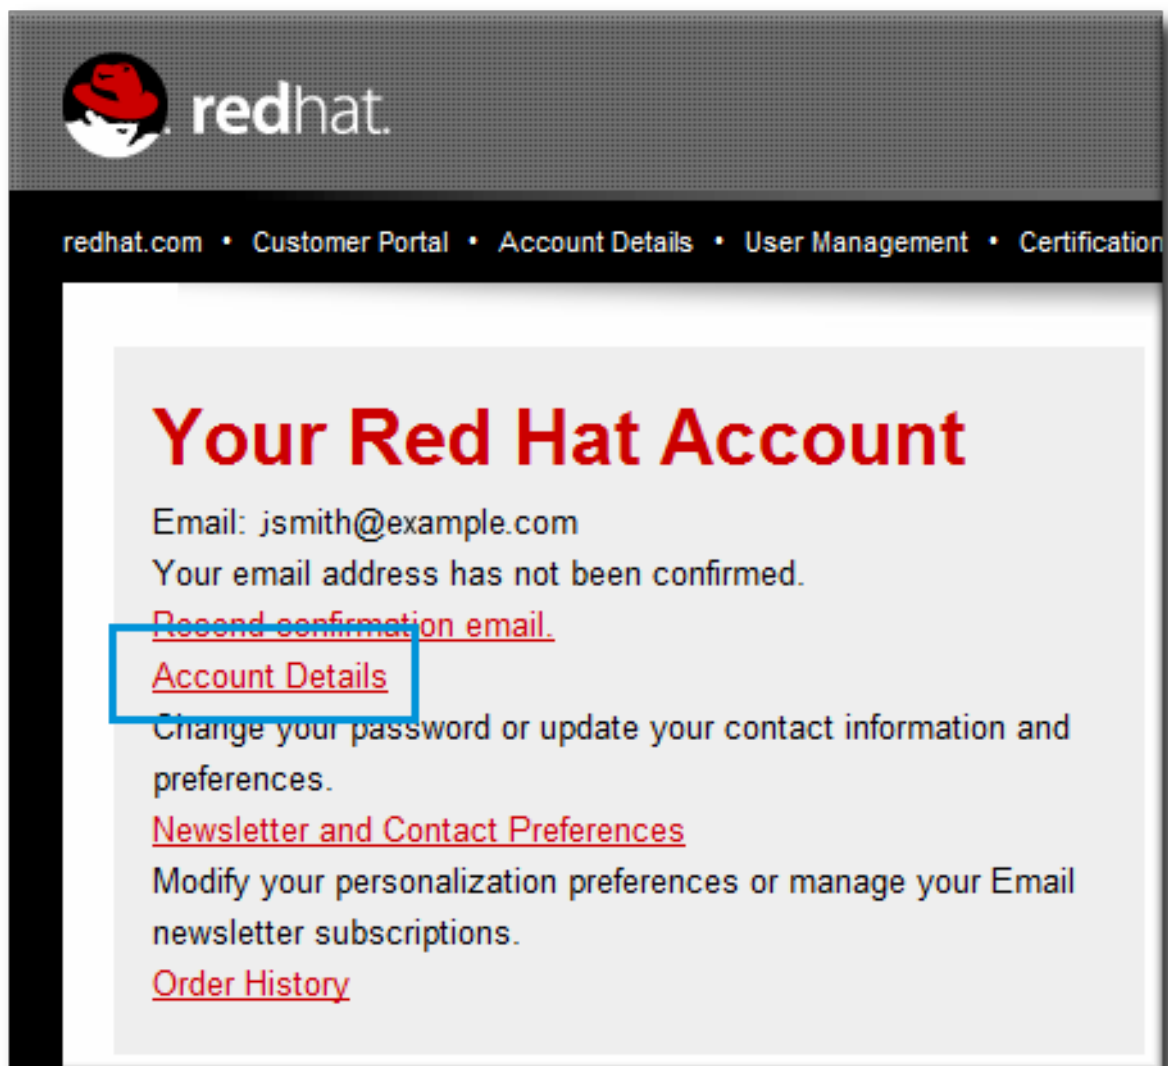 redhat.
redhat.com • Customer Portal • Account Details • User Management • Certification
Your Red Hat Account
Email: jsmith@example.com
Your email address has not been confirmed.
Resend confirmation email.
Account Details
Change your password or update your contact information and
preferences.
Newsletter and Contact Preferences
Modify your personalization preferences or manage your Email
newsletter subscriptions.
Order History